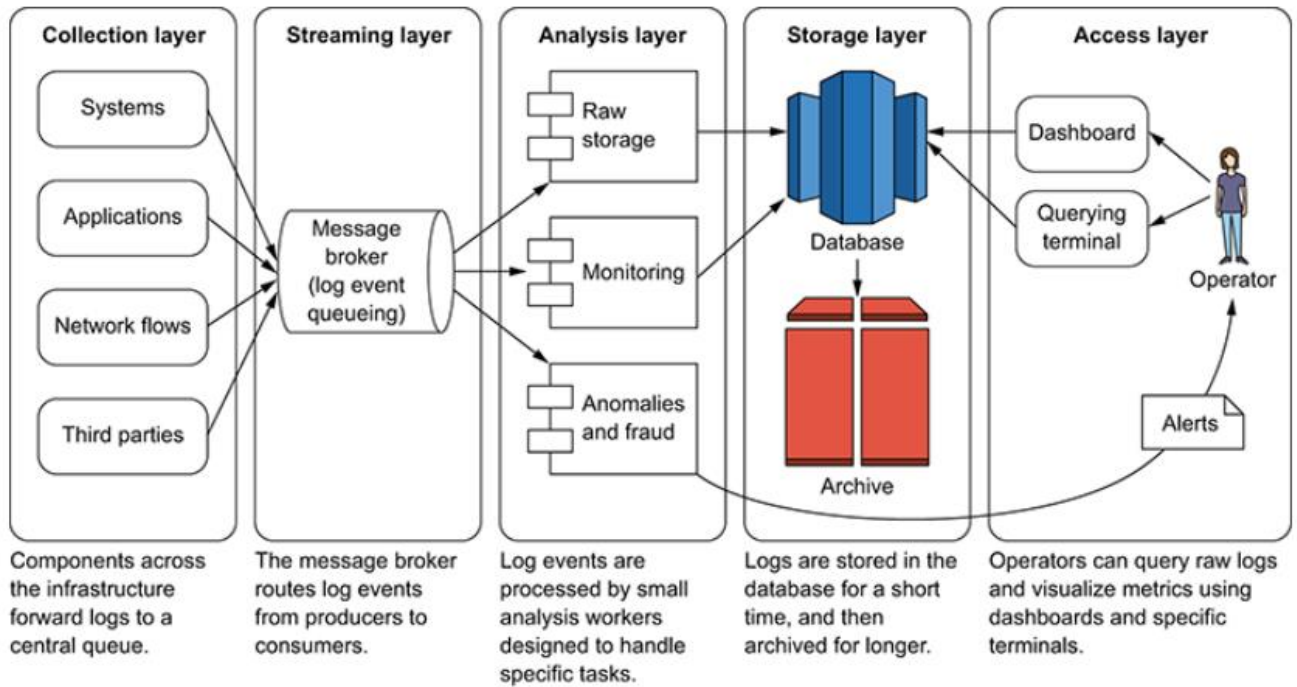 Collection layer
Streaming layer
Analysis layer
Storage layer
Access layer
Systems
Applications
Network flows
Third parties
Message
broker
(log event
queueing)
Raw
storage
Monitoring
Anomalies
and fraud
Database
Archive
Dashboard
Querying
terminal
Operator
Alerts
Components across
the infrastructure
forward logs to a
central queue.
The message broker
routes log events
from producers to
consumers.
Log events are
processed by small
analysis workers
designed to handle
specific tasks.
Logs are stored in the
database for a short
time, and then
archived for longer.
Operators can query raw logs
and visualize metrics using
dashboards and specific
terminals.